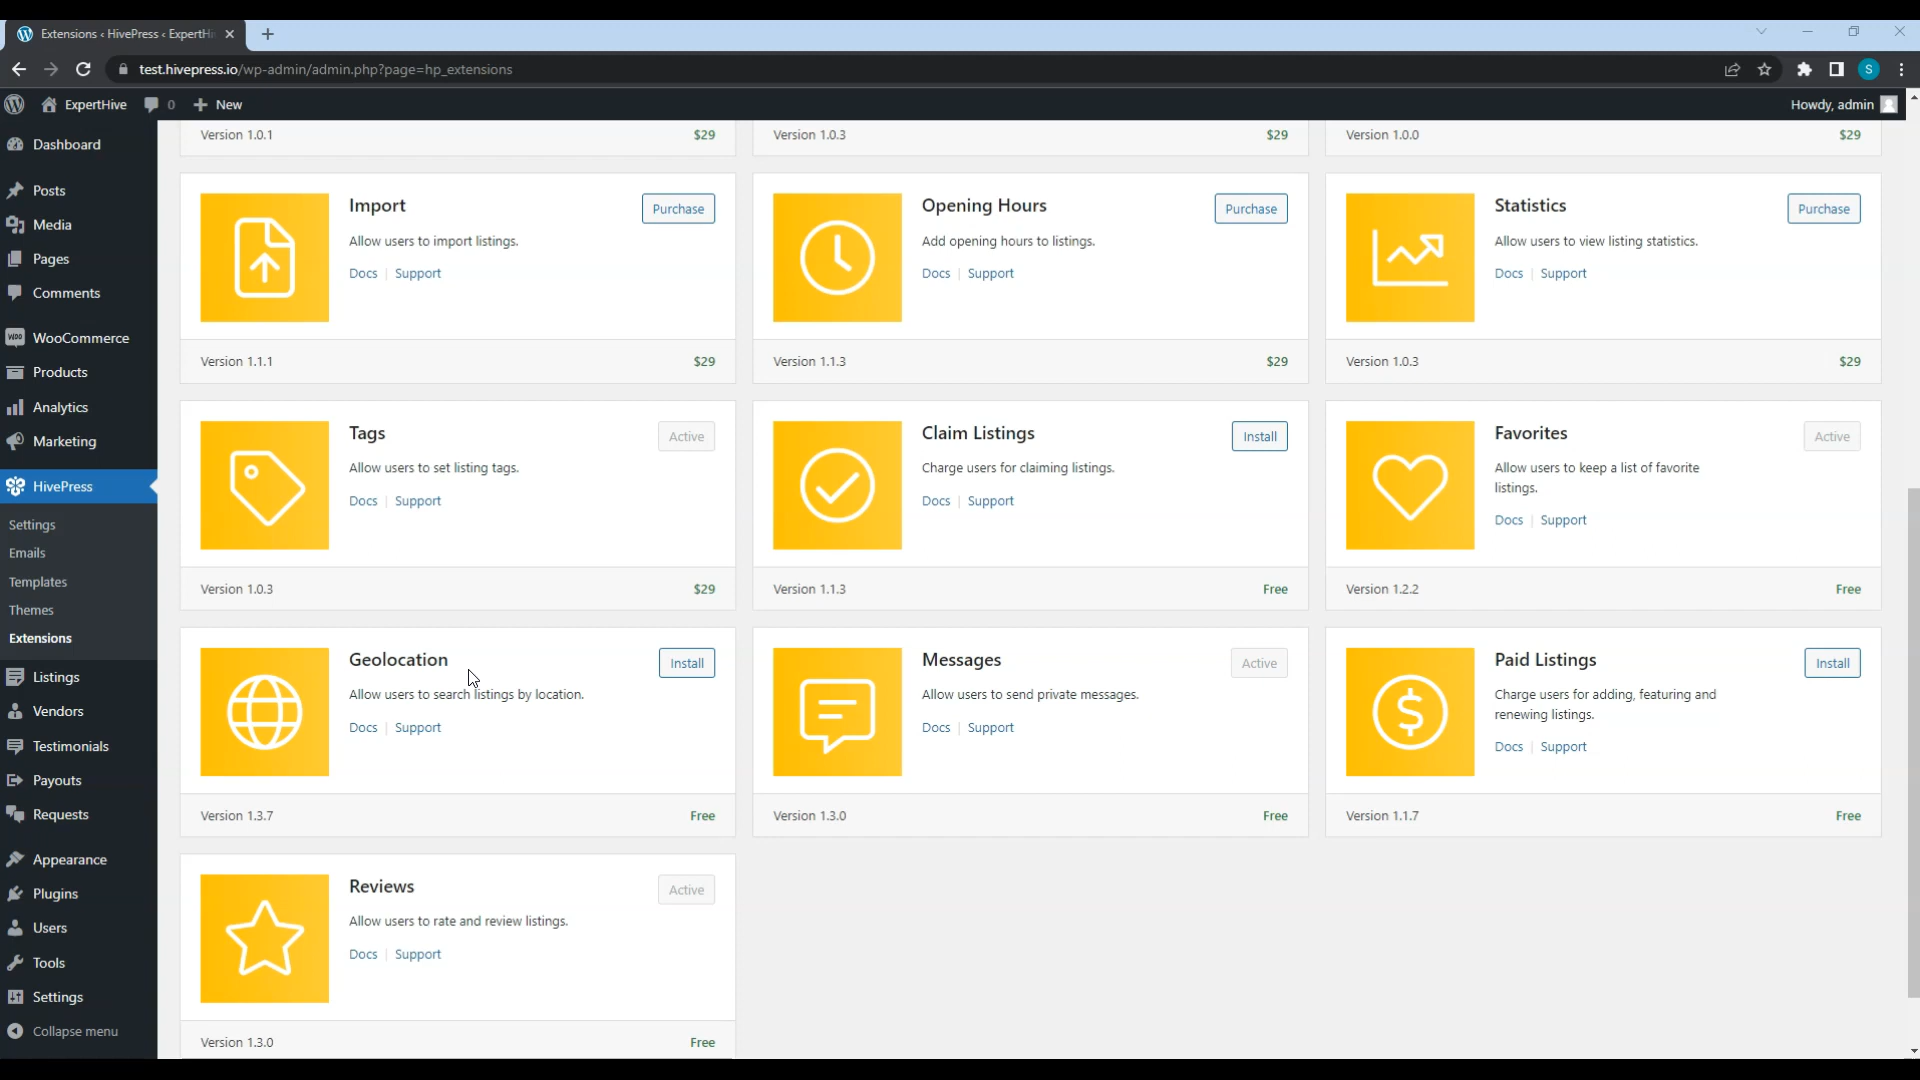 Extensions ‹ HivePress ‹ ExpertHi
test.hivepress.io/wp-admin/admin.php?page=hp_extensions
S
ExpertHive
0
New
Howdy, admin
Dashboard
Posts
Media
Pages
Comments
WooCommerce
Products
Analytics
Marketing
HivePress
Settings
Emails
Templates
Themes
Extensions
Listings
Vendors
Testimonials
Payouts
Requests
Appearance
Plugins
Users
Tools
Settings
Collapse menu
Version 1.0.1
$29
Version 1.0.3
$29
Version 1.0.0
$29
Import
Purchase
Allow users to import listings.
Docs | Support
Version 1.1.1
$29
Opening Hours
Purchase
Add opening hours to listings.
Docs | Support
Version 1.1.3
$29
Statistics
Purchase
Allow users to view listing statistics.
Docs | Support
Version 1.0.3
$29
Tags
Active
Allow users to set listing tags.
Docs | Support
Version 1.0.3
$29
Claim Listings
Install
Charge users for claiming listings.
Docs | Support
Version 1.1.3
Free
Favorites
Active
Allow users to keep a list of favorite
listings.
Docs | Support
Version 1.2.2
Free
Geolocation
Install
Allow users to search listings by location.
Docs | Support
Version 1.3.7
Free
Messages
Active
Allow users to send private messages.
Docs | Support
Version 1.3.0
Free
Paid Listings
Install
Charge users for adding, featuring and
renewing listings.
Docs | Support
Version 1.1.7
Free
Reviews
Active
Allow users to rate and review listings.
Docs | Support
Version 1.3.0
Free